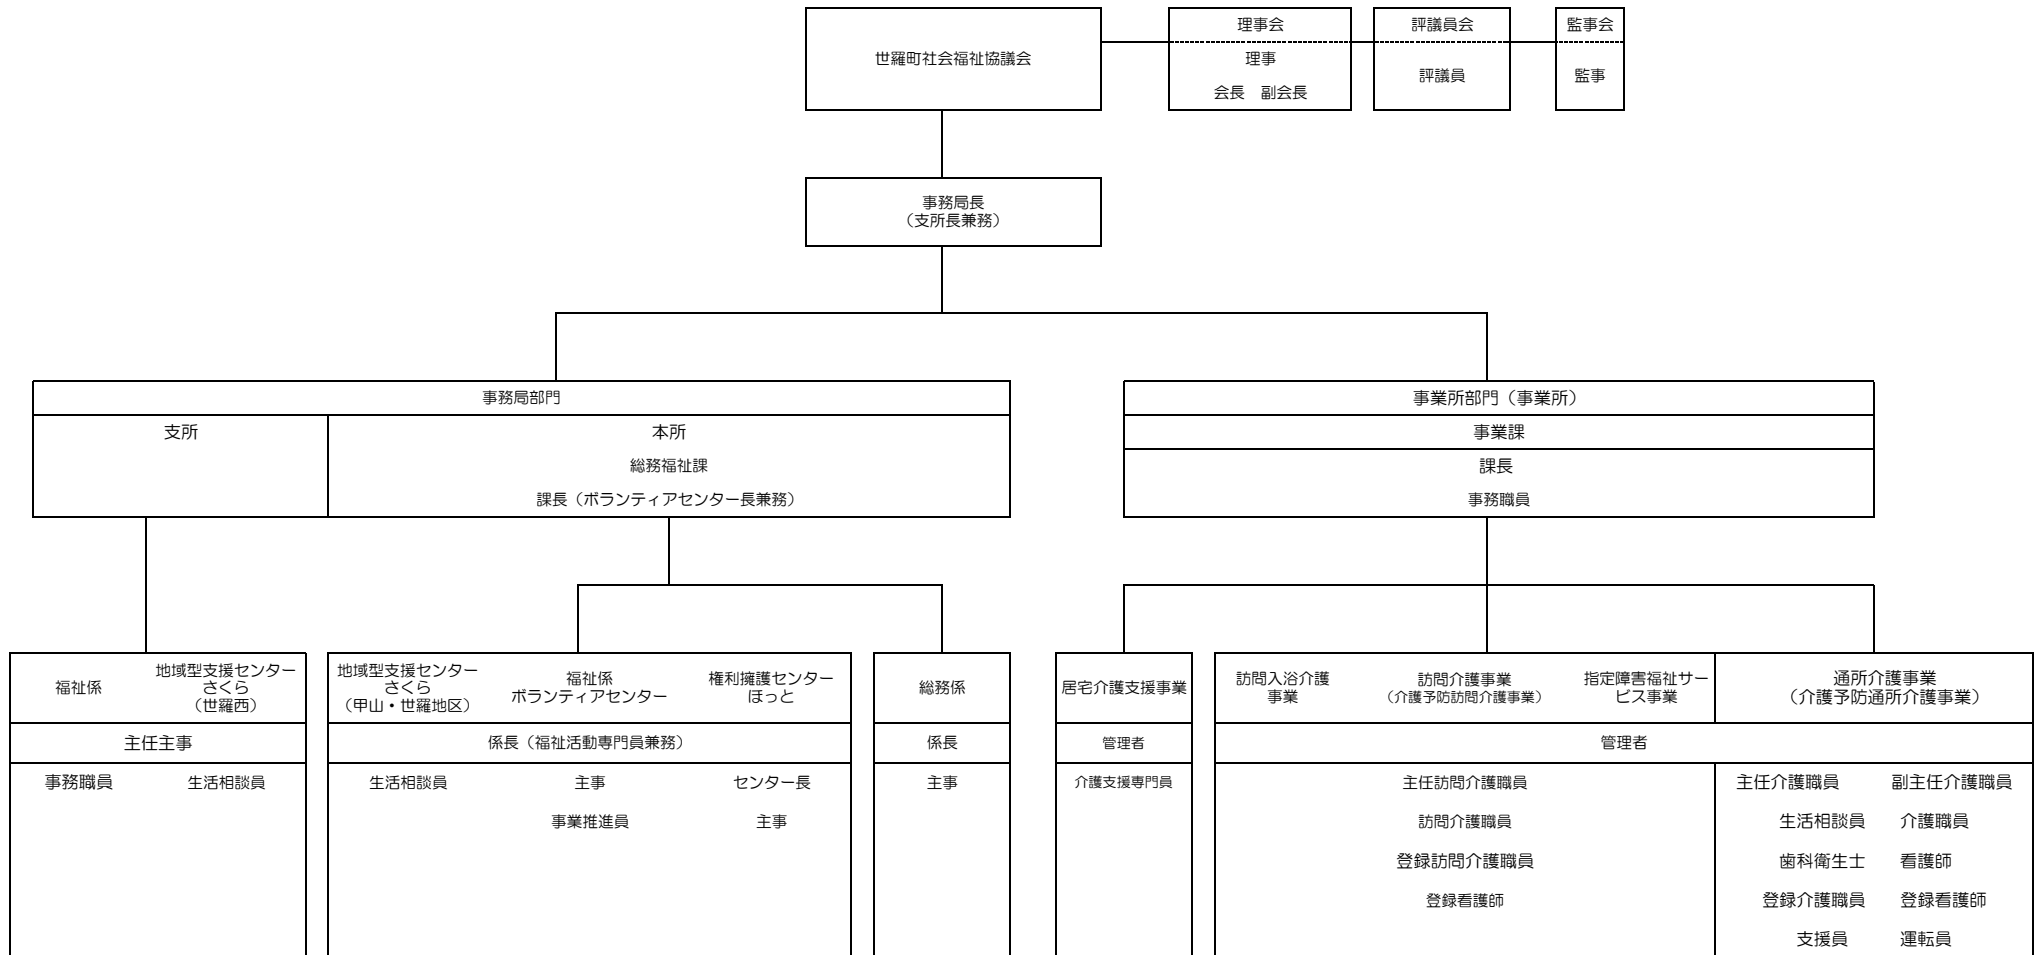 世羅町社会福祉協議会
理事会
理事
会長　副会長
評議員会
評議員
監事会
監事
事務局長
（支所長兼務）
事務局部門
支所
本所
総務福祉課
課長（ボランティアセンター長兼務）
事業所部門（事業所）
事業課
課長
事務職員
福祉係
地域型支援センター
さくら
（世羅西）
主任主事
事務職員
生活相談員
地域型支援センター
さくら
（甲山・世羅地区）
福祉係
ボランティアセンター
権利擁護センター
ほっと
係長（福祉活動専門員兼務）
生活相談員
主事
センター長
事業推進員
主事
総務係
係長
主事
居宅介護支援事業
管理者
介護支援専門員
訪問入浴介護
事業
訪問介護事業
（介護予防訪問介護事業）
指定障害福祉サー
ビス事業
通所介護事業
（介護予防通所介護事業）
管理者
主任訪問介護職員
訪問介護職員
登録訪問介護職員
登録看護師
主任介護職員　副主任介護職員
生活相談員　介護職員
歯科衛生士　看護師
登録介護職員　登録看護師
支援員　運転員